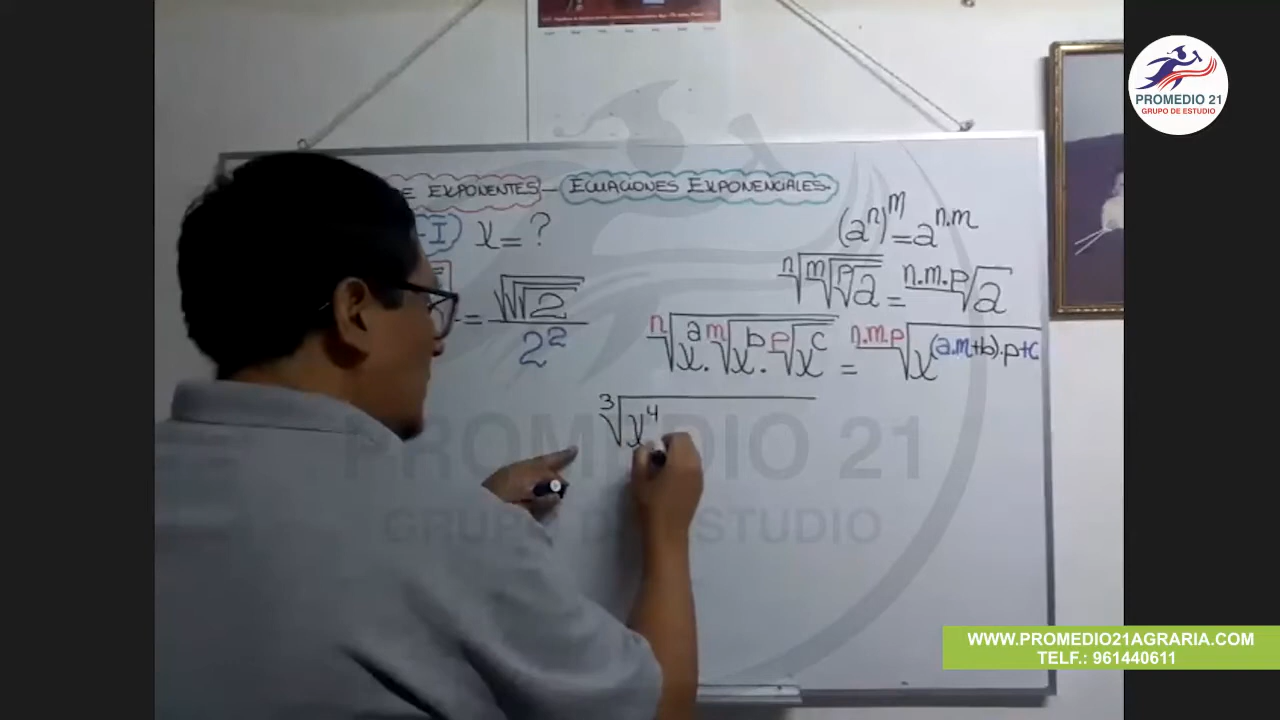 PROMEDIO 21
GRUPO DE ESTUDIO
DE EXPONENTES - ECUACIONES EXPONENCIALES.
-I) x = ?
(aⁿ)ᵐ = aⁿ·ᵐ
ⁿ√ᵐ√ᵖ√a = ⁿ·ᵐ·ᵖ√a
= √√√2 / 2²
ⁿ√xᵃ·ᵐ√xᵇ·ᵖ√xᶜ = ⁿ·ᵐ·ᵖ√x^(a.m+b).p+c
³√x⁴
PROMEDIO 21
GRUPO DE ESTUDIO
WWW.PROMEDIO21AGRARIA.COM
TELF.: 961440611